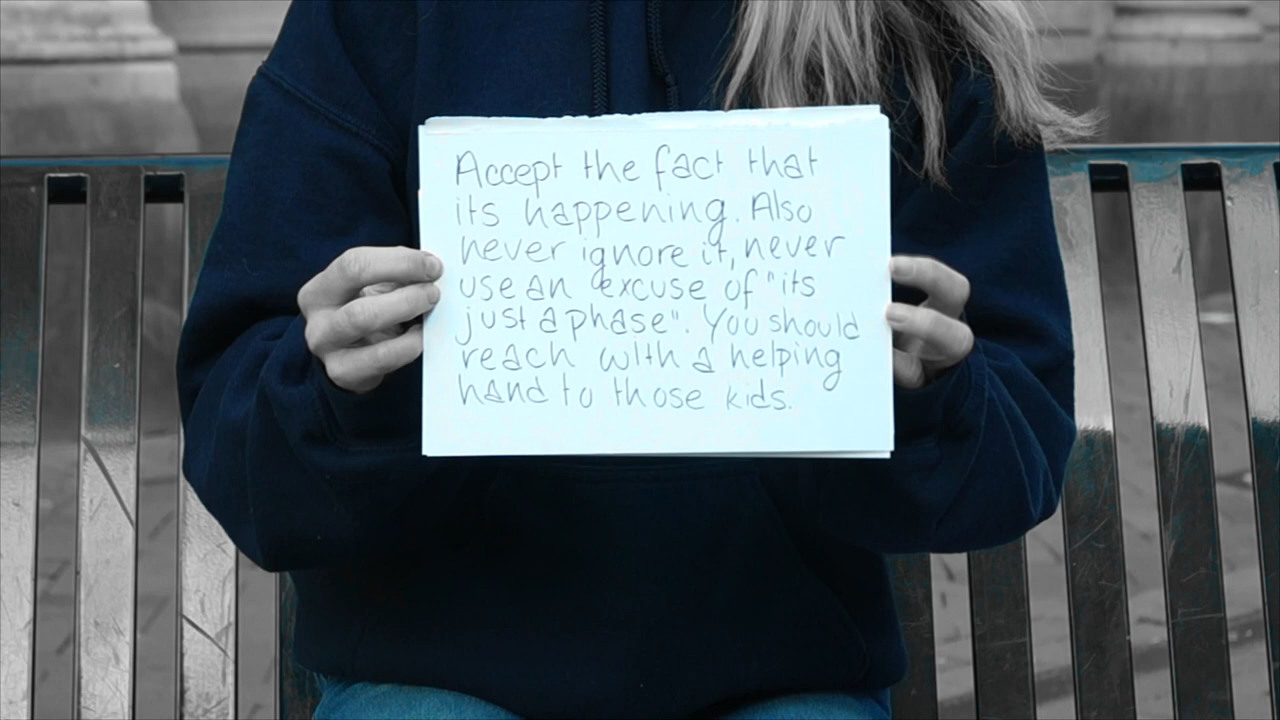 Accept the fact that
its happening. Also
never ignore it, never
use an excuse of "its
just a phase". You should
reach with a helping
hand to those kids.